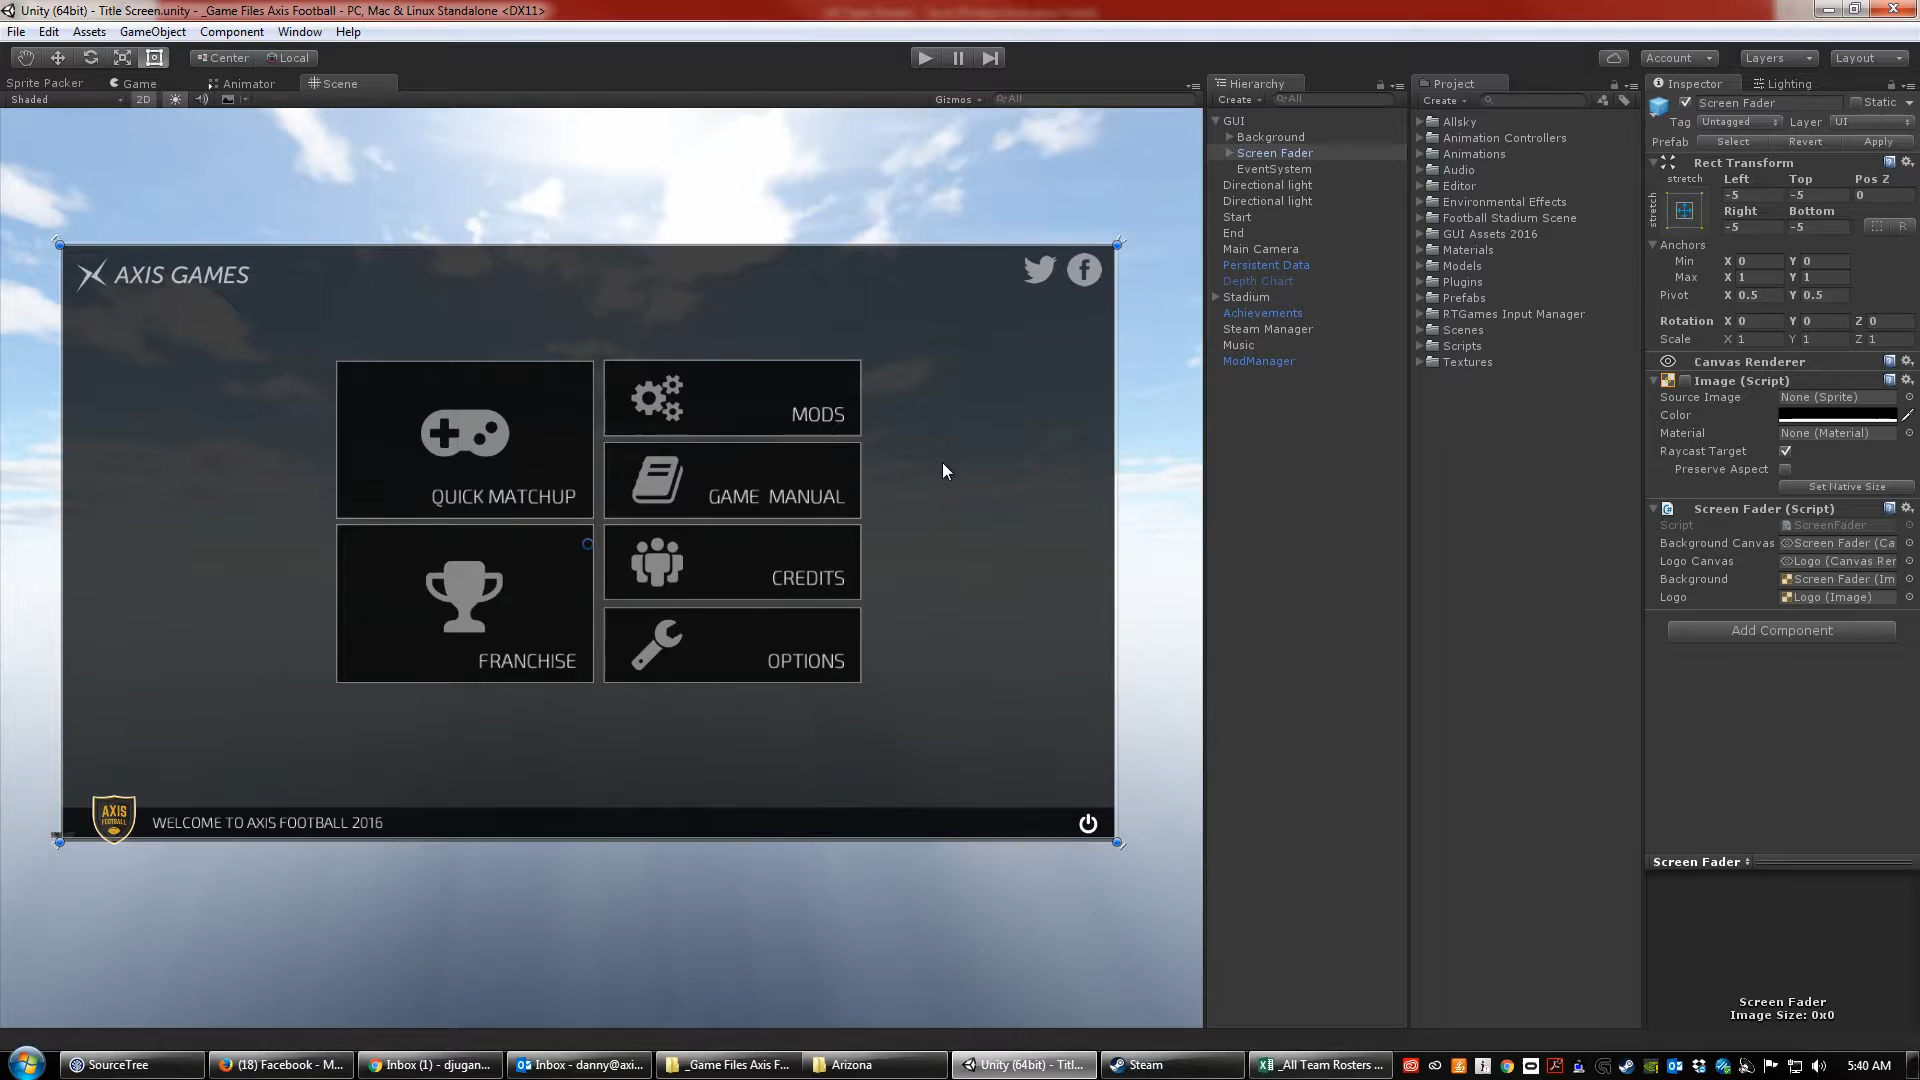 Unity (64bit) - Title Screen.unity - _Game Files Axis Football - PC, Mac & Linux Standalone <DX11>
File Edit Assets GameObject Component Window Help
Center Local
Account Layers Layout
Sprite Packer Game Animator Scene
Shaded 2D Gizmos All
AXIS GAMES
QUICK MATCHUP
FRANCHISE
MODS
GAME MANUAL
CREDITS
OPTIONS
AXIS
FOOTBALL
WELCOME TO AXIS FOOTBALL 2016
Hierarchy
Create All
GUI
Background
Screen Fader
EventSystem
Directional light
Directional light
Start
End
Main Camera
Persistent Data
Depth Chart
Stadium
Achievements
Steam Manager
Music
ModManager
Project
Create
Allsky
Animation Controllers
Animations
Audio
Editor
Environmental Effects
Football Stadium Scene
GUI Assets 2016
Materials
Models
Plugins
Prefabs
RTGames Input Manager
Scenes
Scripts
Textures
Inspector Lighting
Screen Fader Static
Tag Untagged Layer UI
Prefab Select Revert Apply
Rect Transform
stretch Left Top Pos Z
stretch -5 -5 0
Right Bottom
-5 -5 R
Anchors
Min X 0 Y 0
Max X 1 Y 1
Pivot X 0.5 Y 0.5
Rotation X 0 Y 0 Z 0
Scale X 1 Y 1 Z 1
Canvas Renderer
Image (Script)
Source Image None (Sprite)
Color
Material None (Material)
Raycast Target
Preserve Aspect
Set Native Size
Screen Fader (Script)
Script ScreenFader
Background Canvas Screen Fader (Ca
Logo Canvas Logo (Canvas Ren
Background Screen Fader (Im
Logo Logo (Image)
Add Component
Screen Fader
Screen Fader
Image Size: 0x0
SourceTree (18) Facebook - M... Inbox (1) - djugan... Inbox - danny@axi... _Game Files Axis F... Arizona Unity (64bit) - Titl... Steam _All Team Rosters ... 5:40 AM